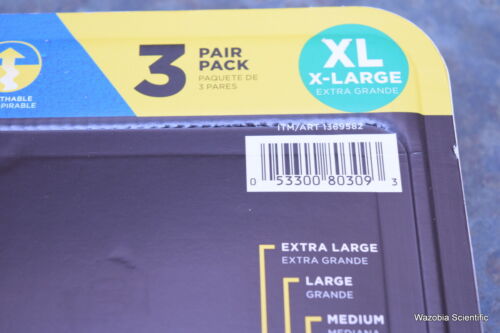 3 PAIR
PACK
PAQUETE DE
3 PARES
XL
X-LARGE
EXTRA GRANDE
THABLE
PIRABLE
ITM/ART 1369582
0 53300 80309 3
EXTRA LARGE
EXTRA GRANDE
LARGE
GRANDE
MEDIUM
MEDIANA
Wazobia Scientific